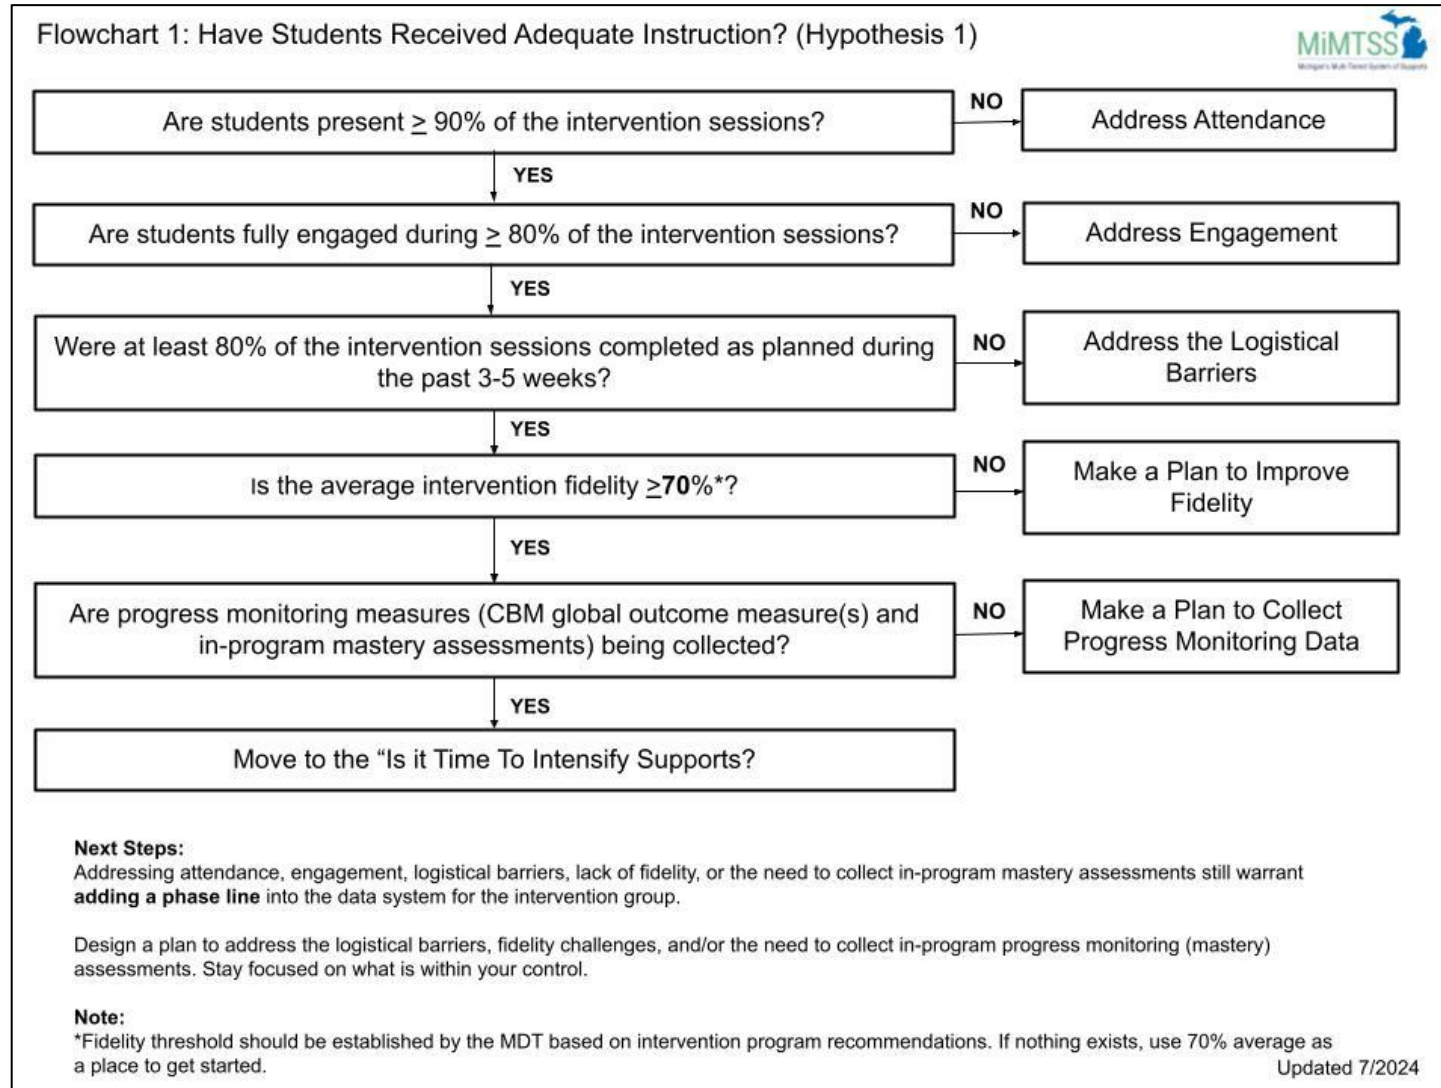 Flowchart 1: Have Students Received Adequate Instruction? (Hypothesis 1)
MiMTSS
Michigan's Multi-Tiered System of Supports
Are students present ≥ 90% of the intervention sessions?
NO
Address Attendance
YES
Are students fully engaged during ≥ 80% of the intervention sessions?
NO
Address Engagement
YES
Were at least 80% of the intervention sessions completed as planned during
the past 3-5 weeks?
NO
Address the Logistical
Barriers
YES
Is the average intervention fidelity ≥70%*?
NO
Make a Plan to Improve
Fidelity
YES
Are progress monitoring measures (CBM global outcome measure(s) and
in-program mastery assessments) being collected?
NO
Make a Plan to Collect
Progress Monitoring Data
YES
Move to the “Is it Time To Intensify Supports?
Next Steps:
Addressing attendance, engagement, logistical barriers, lack of fidelity, or the need to collect in-program mastery assessments still warrant
adding a phase line into the data system for the intervention group.
Design a plan to address the logistical barriers, fidelity challenges, and/or the need to collect in-program progress monitoring (mastery)
assessments. Stay focused on what is within your control.
Note:
*Fidelity threshold should be established by the MDT based on intervention program recommendations. If nothing exists, use 70% average as
a place to get started.
Updated 7/2024